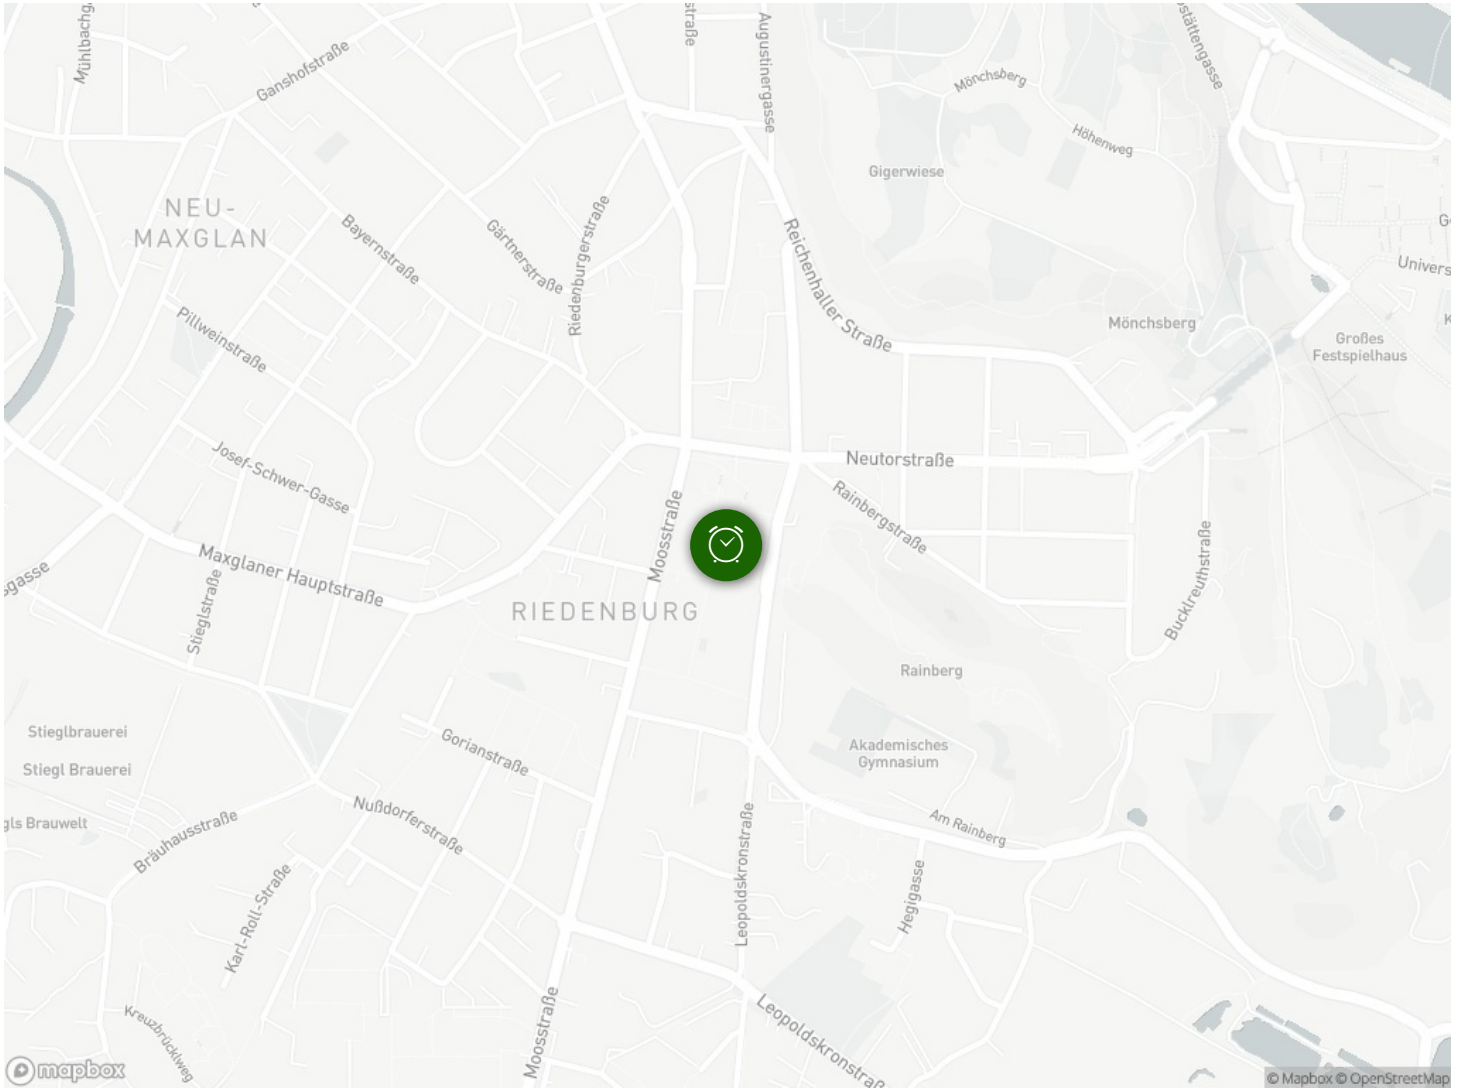 Mühlbachg
Ganshofstraße
straße
Augustinergasse
stättengasse
Mönchsberg
Höhenweg
Gigerwiese
NEU-
MAXGLAN
Bayernstraße
Gärtnerstraße
Riedenburgerstraße
Reichenhaller Straße
G
Univers
Pillweinstraße
Mönchsberg
K
Großes
Festspielhaus
Josef-Schwer-Gasse
Neutorstraße
Moosstraße
Rainbergstraße
Bucklreuthstraße
sgasse
Maxglaner Hauptstraße
Stieglstraße
RIEDENBURG
Rainberg
Stieglbrauerei
Stiegl Brauerei
Gorianstraße
Akademisches
Gymnasium
gls Brauwelt
Bräuhausstraße
Nußdorferstraße
Am Rainberg
Leopoldskronstraße
Hegigasse
Karl-Roll-Straße
Kreuzbrücklweg
Moosstraße
Leopoldskronstraße
mapbox
© Mapbox © OpenStreetMap